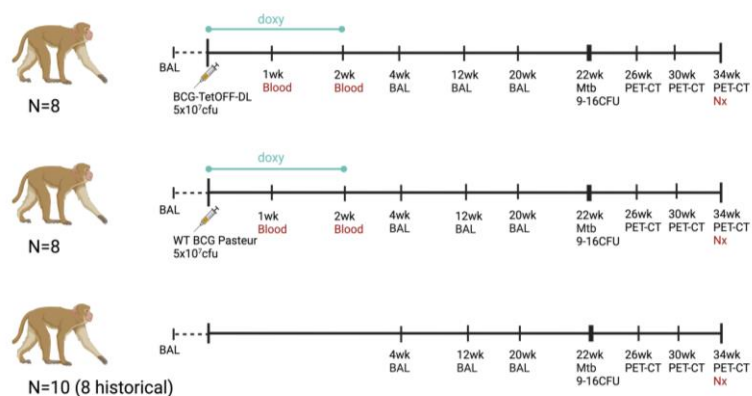 doxy
BAL
BCG-TetOFF-DL
5x10⁷cfu
1wk
Blood
2wk
Blood
4wk
BAL
12wk
BAL
20wk
BAL
22wk
Mtb
9-16CFU
26wk
PET-CT
30wk
PET-CT
34wk
PET-CT
Nx
N=8
doxy
BAL
WT BCG Pasteur
5x10⁷cfu
1wk
Blood
2wk
Blood
4wk
BAL
12wk
BAL
20wk
BAL
22wk
Mtb
9-16CFU
26wk
PET-CT
30wk
PET-CT
34wk
PET-CT
Nx
N=8
BAL
4wk
BAL
12wk
BAL
20wk
BAL
22wk
Mtb
9-16CFU
26wk
PET-CT
30wk
PET-CT
34wk
PET-CT
Nx
N=10 (8 historical)